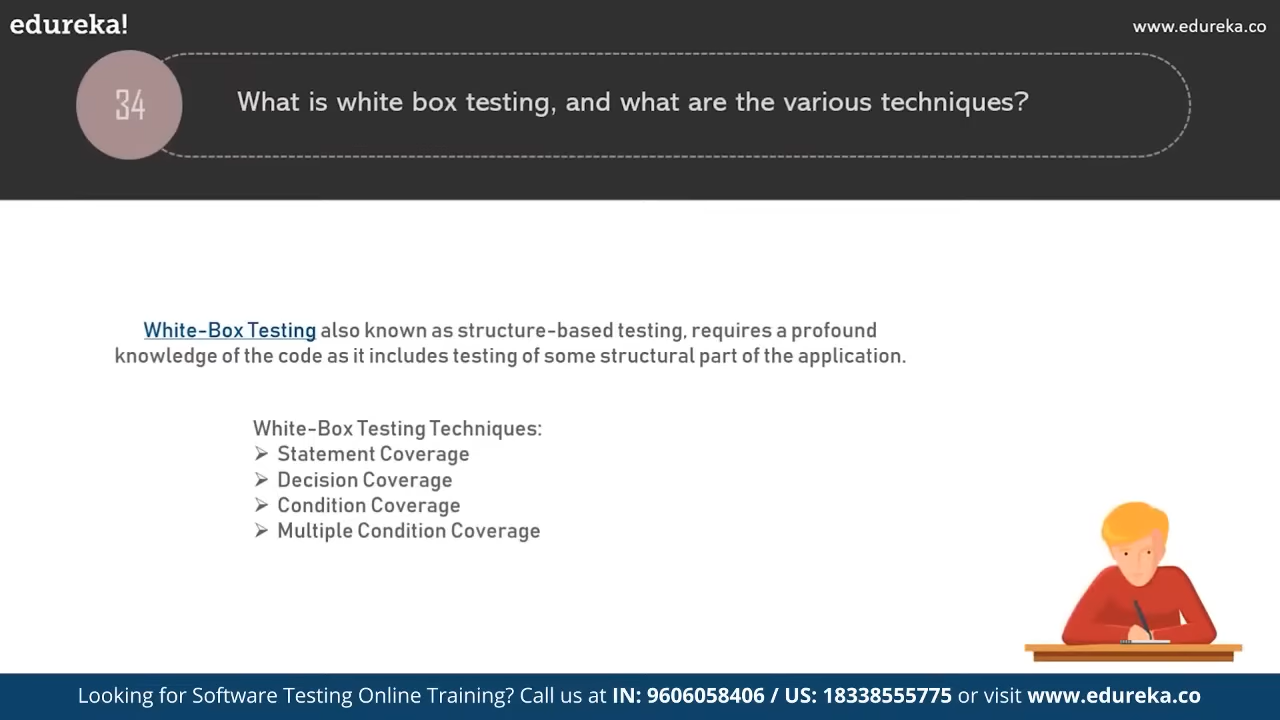 edureka!
www.edureka.co
34
What is white box testing, and what are the various techniques?
White-Box Testing also known as structure-based testing, requires a profound
knowledge of the code as it includes testing of some structural part of the application.
White-Box Testing Techniques:
➢ Statement Coverage
➢ Decision Coverage
➢ Condition Coverage
➢ Multiple Condition Coverage
Looking for Software Testing Online Training? Call us at IN: 9606058406 / US: 18338555775 or visit www.edureka.co